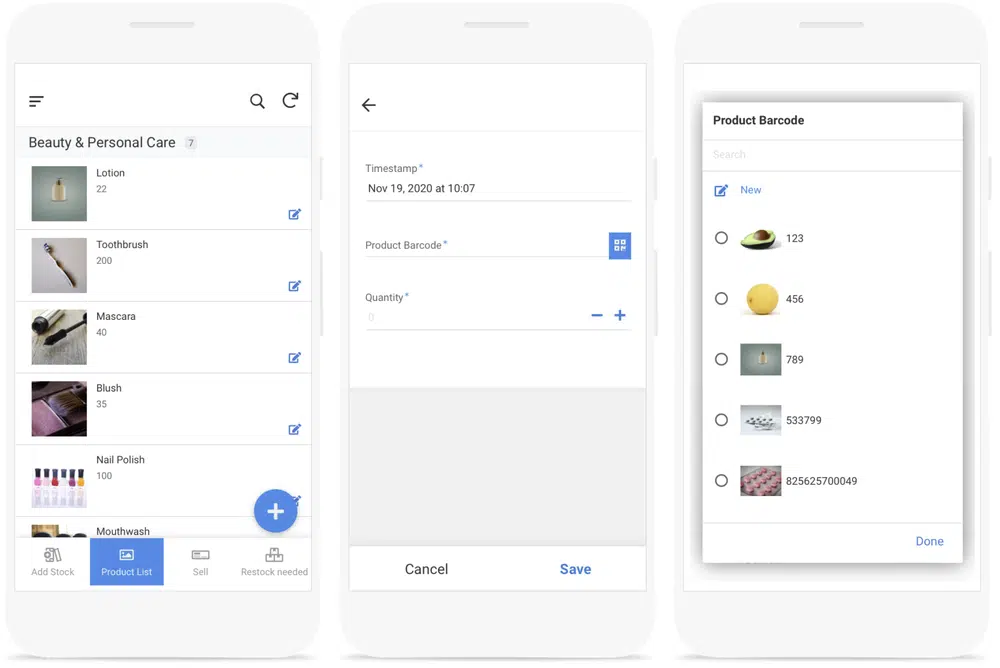 Beauty & Personal Care 7
Lotion
22
Toothbrush
200
Mascara
40
Blush
35
Nail Polish
100
Mouthwash
Add Stock
Product List
Sell
Restock needed
Timestamp*
Nov 19, 2020 at 10:07
Product Barcode*
Quantity*
0
Cancel
Save
Product Barcode
Search
New
123
456
789
533799
825625700049
Done